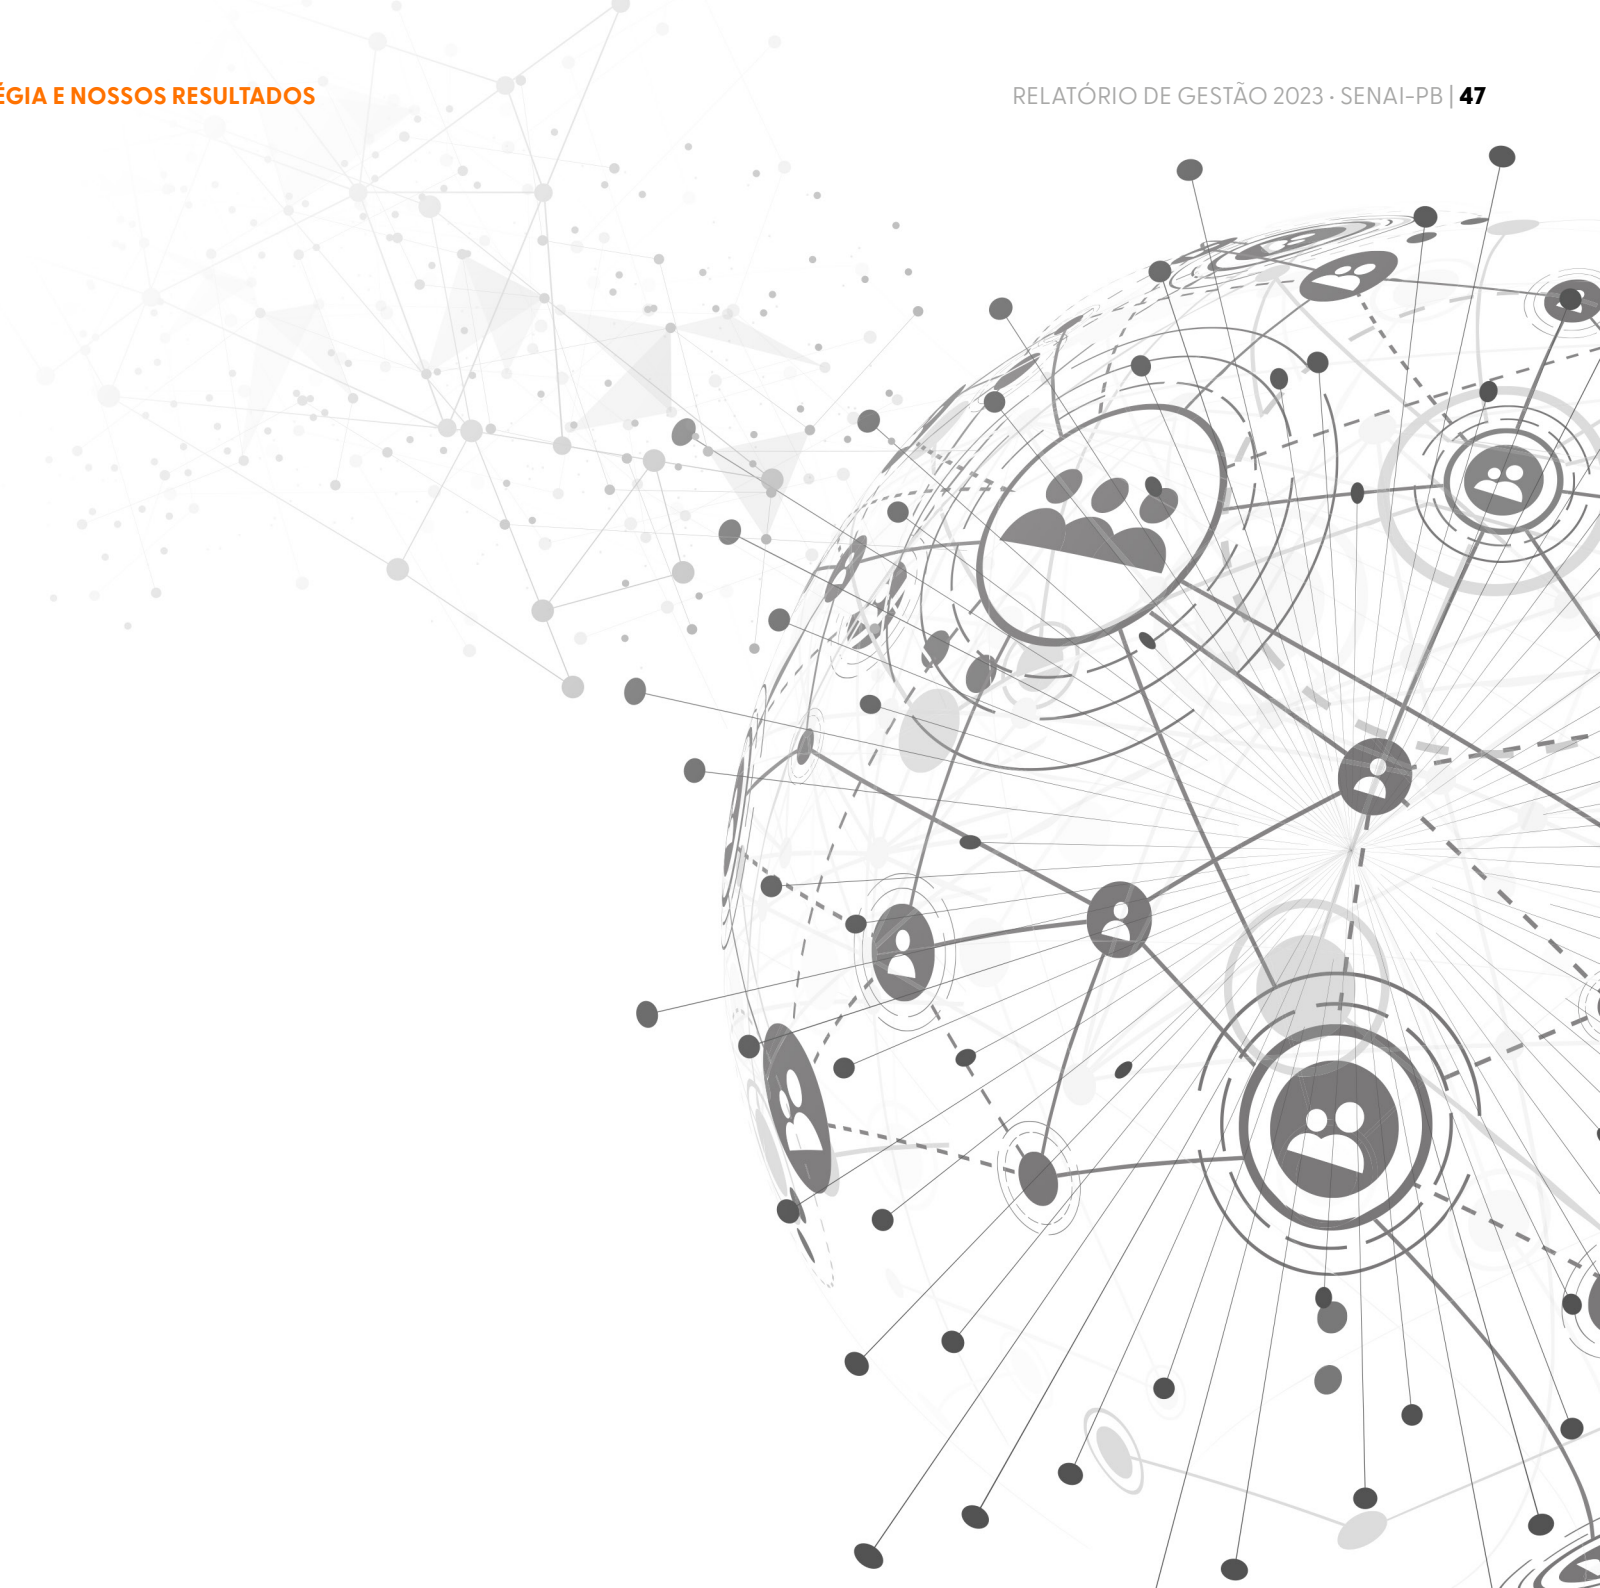 ÉGIA E NOSSOS RESULTADOS
RELATÓRIO DE GESTÃO 2023 · SENAI-PB | 47